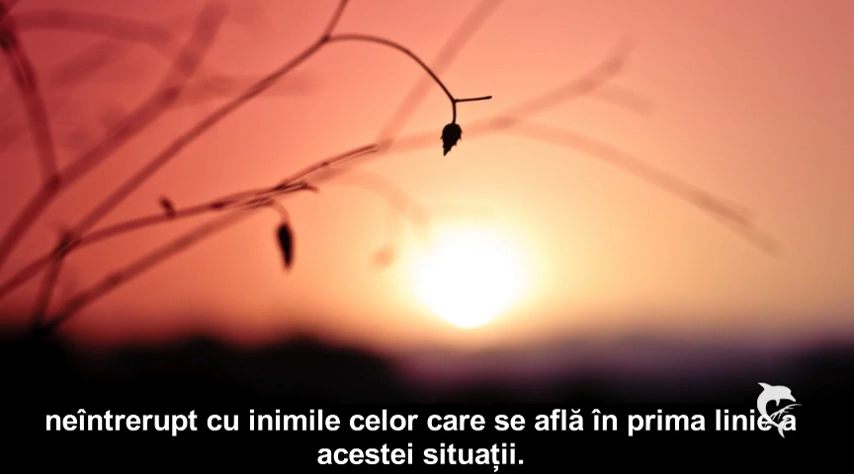 neîntrerupt cu inimile celor care se află în prima linie a
acestei situații.